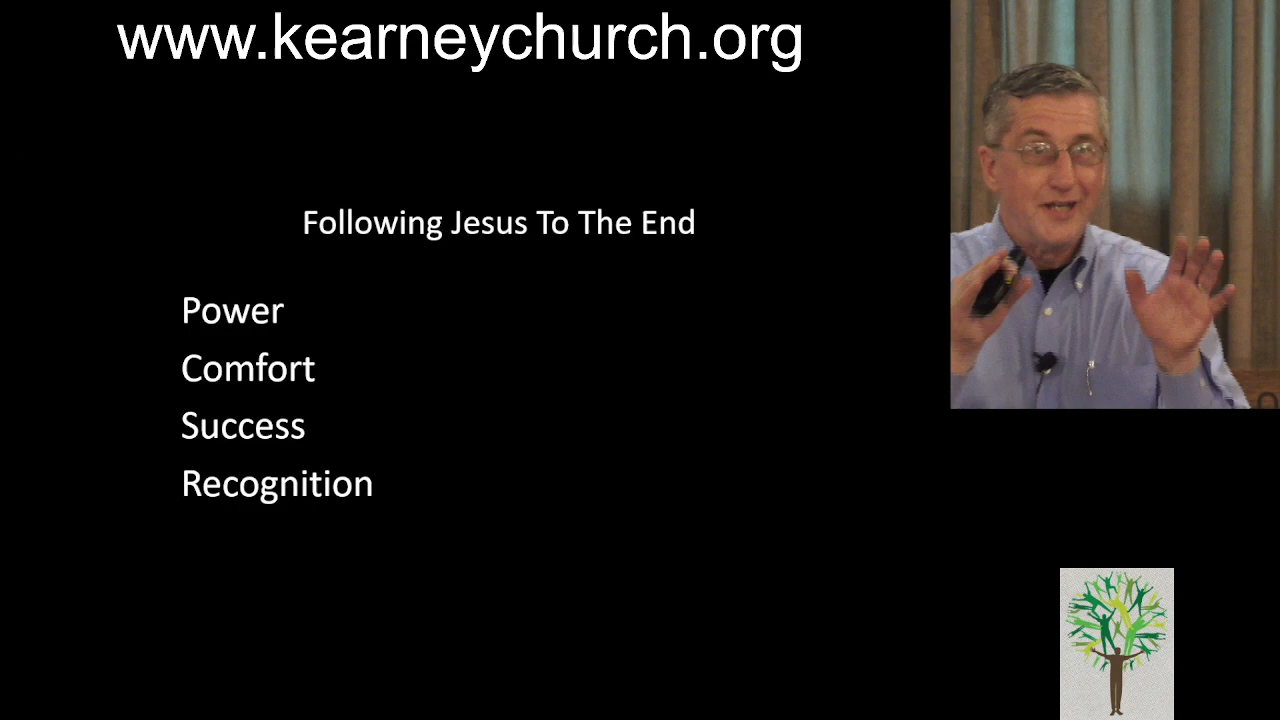 www.kearneychurch.org
Following Jesus To The End
Power
Comfort
Success
Recognition